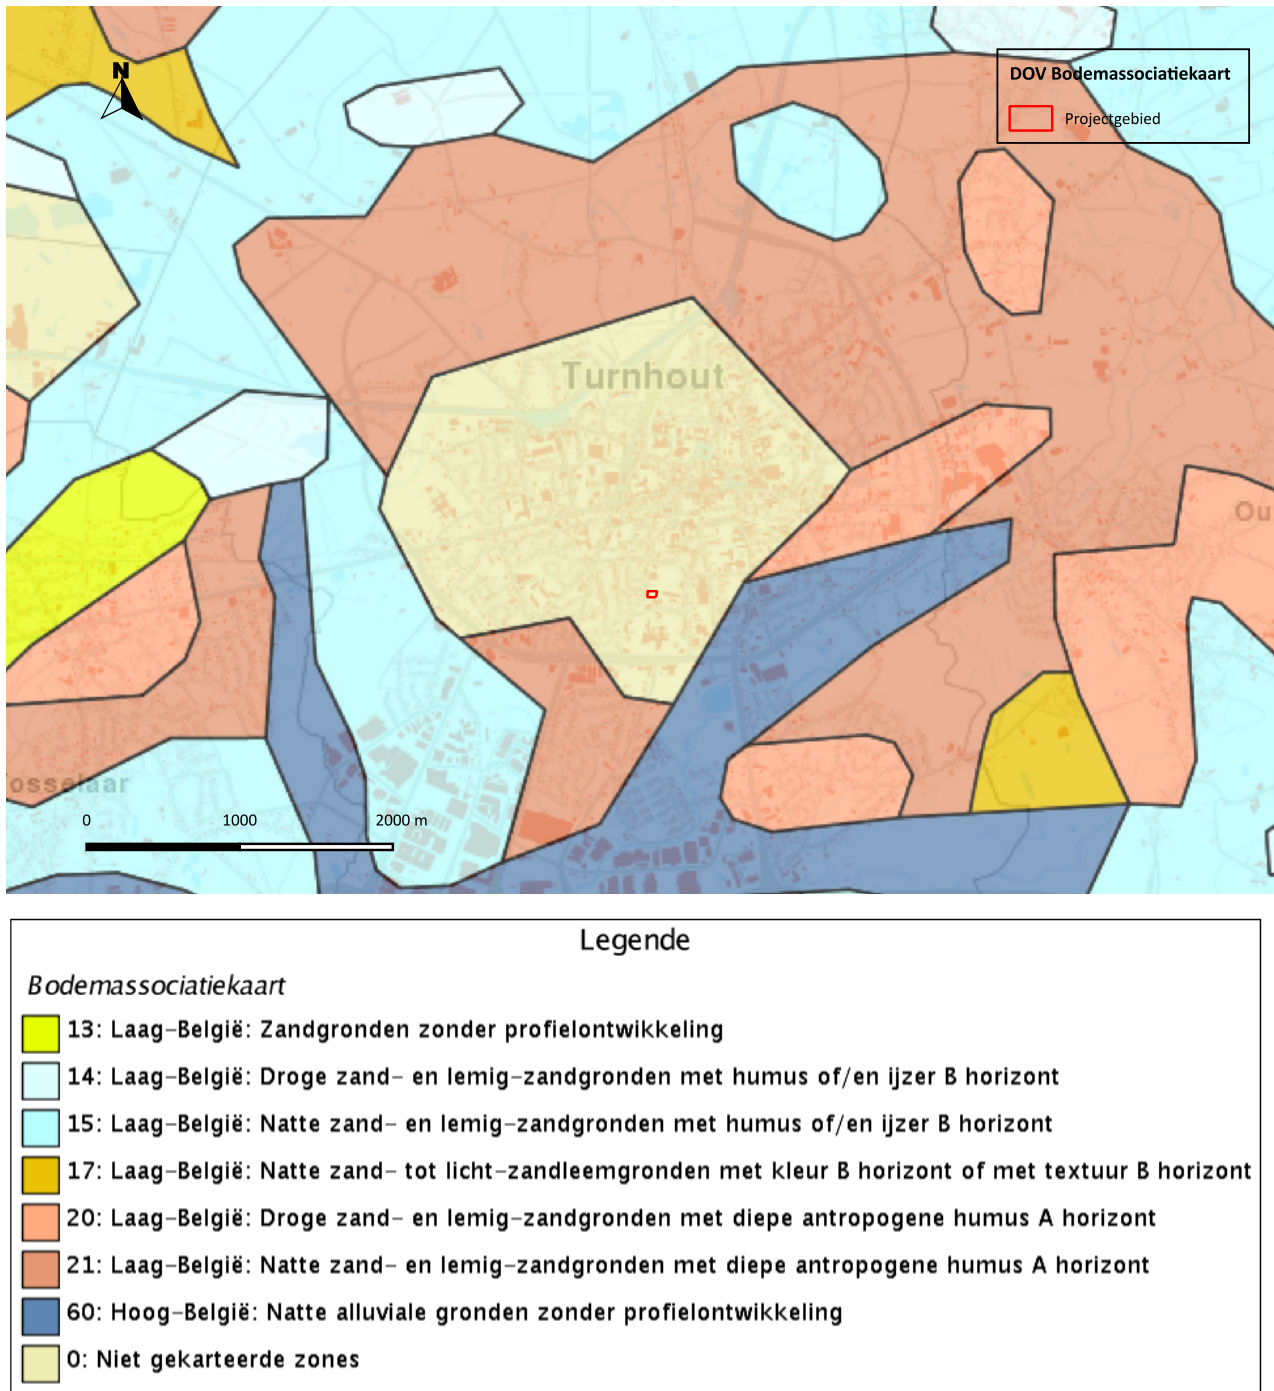 N
DOV Bodemassociatiekaart
Projectgebied
Turnhout
Ou
osselaar
0 1000 2000 m
Legende
Bodemassociatiekaart
13: Laag-België: Zandgronden zonder profielontwikkeling
14: Laag-België: Droge zand- en lemig-zandgronden met humus of/en ijzer B horizont
15: Laag-België: Natte zand- en lemig-zandgronden met humus of/en ijzer B horizont
17: Laag-België: Natte zand- tot licht-zandleemgronden met kleur B horizont of met textuur B horizont
20: Laag-België: Droge zand- en lemig-zandgronden met diepe antropogene humus A horizont
21: Laag-België: Natte zand- en lemig-zandgronden met diepe antropogene humus A horizont
60: Hoog-België: Natte alluviale gronden zonder profielontwikkeling
0: Niet gekarteerde zones